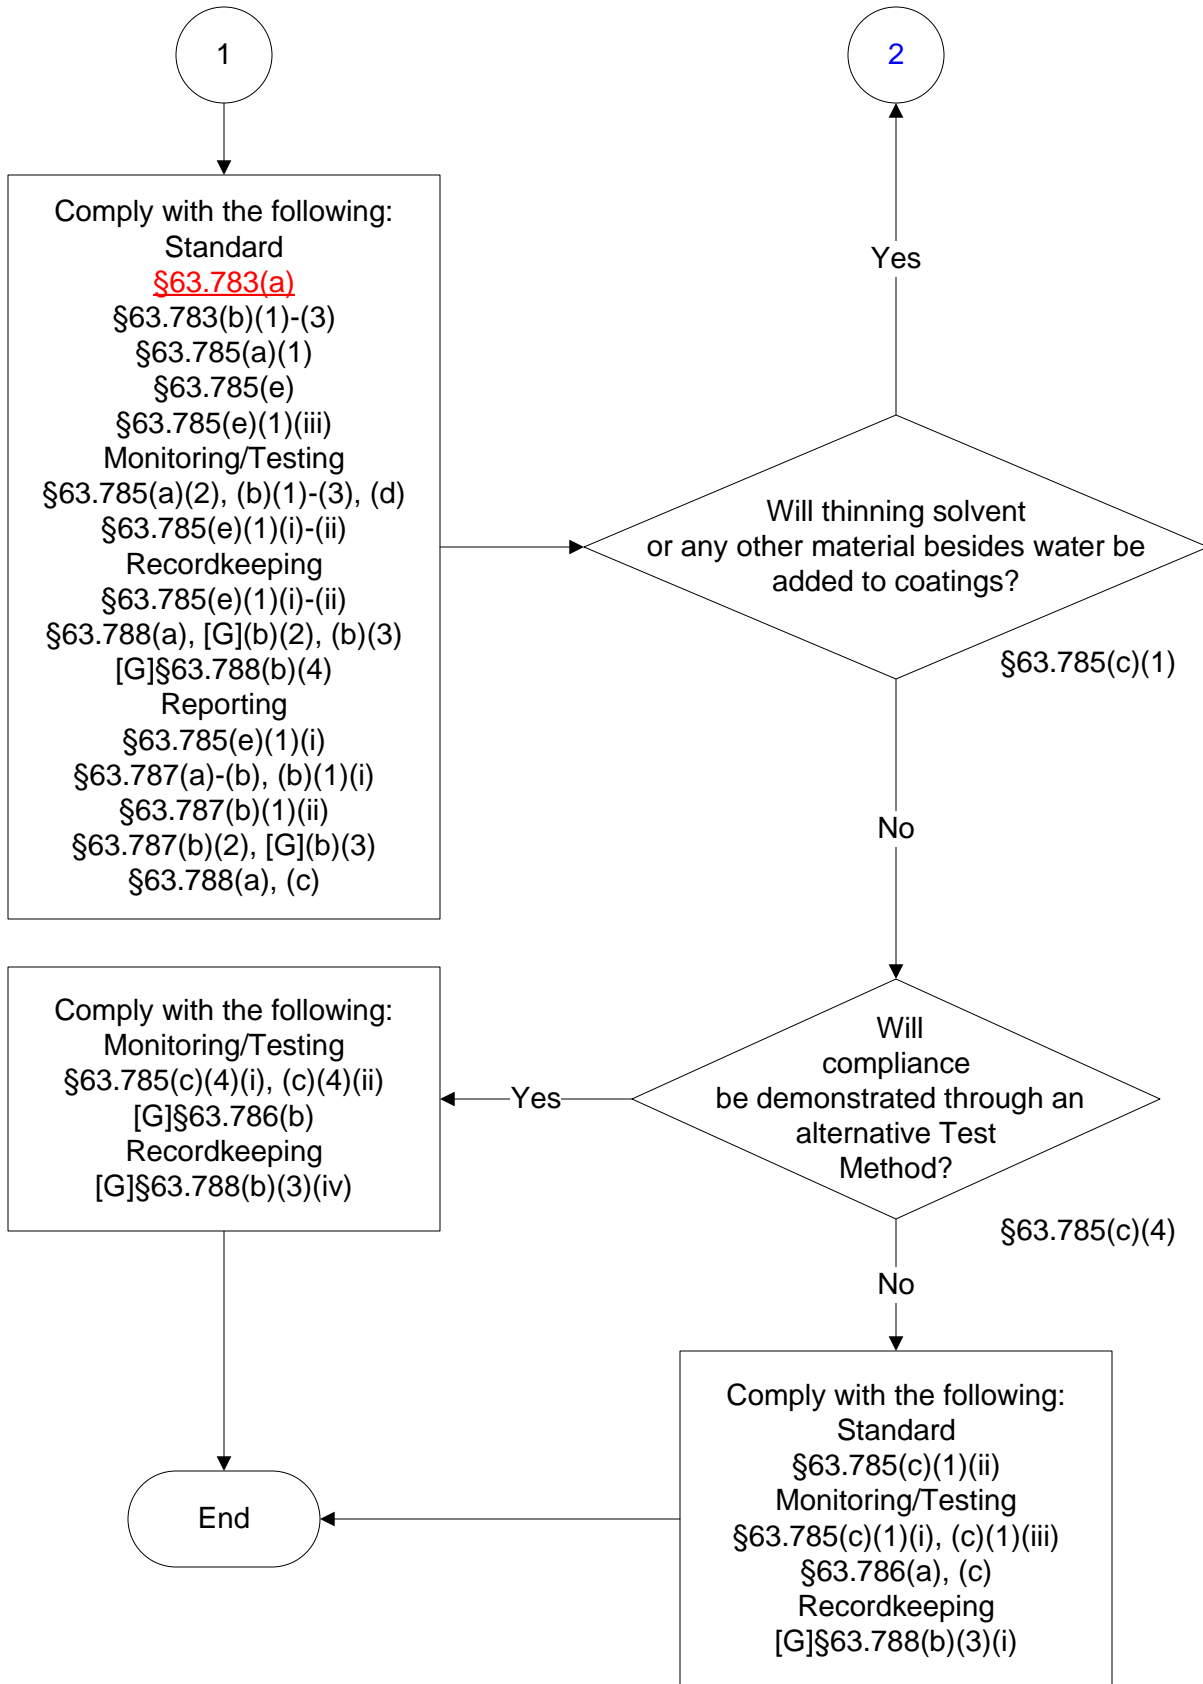 1
2
Comply with the following:
Standard
§63.783(a)
§63.783(b)(1)-(3)
§63.785(a)(1)
§63.785(e)
§63.785(e)(1)(iii)
Monitoring/Testing
§63.785(a)(2), (b)(1)-(3), (d)
§63.785(e)(1)(i)-(ii)
Recordkeeping
§63.785(e)(1)(i)-(ii)
§63.788(a), [G](b)(2), (b)(3)
[G]§63.788(b)(4)
Reporting
§63.785(e)(1)(i)
§63.787(a)-(b), (b)(1)(i)
§63.787(b)(1)(ii)
§63.787(b)(2), [G](b)(3)
§63.788(a), (c)
Yes
Will thinning solvent
or any other material besides water be
added to coatings?
§63.785(c)(1)
No
Will
compliance
be demonstrated through an
alternative Test
Method?
§63.785(c)(4)
Yes
Comply with the following:
Monitoring/Testing
§63.785(c)(4)(i), (c)(4)(ii)
[G]§63.786(b)
Recordkeeping
[G]§63.788(b)(3)(iv)
No
Comply with the following:
Standard
§63.785(c)(1)(ii)
Monitoring/Testing
§63.785(c)(1)(i), (c)(1)(iii)
§63.786(a), (c)
Recordkeeping
[G]§63.788(b)(3)(i)
End